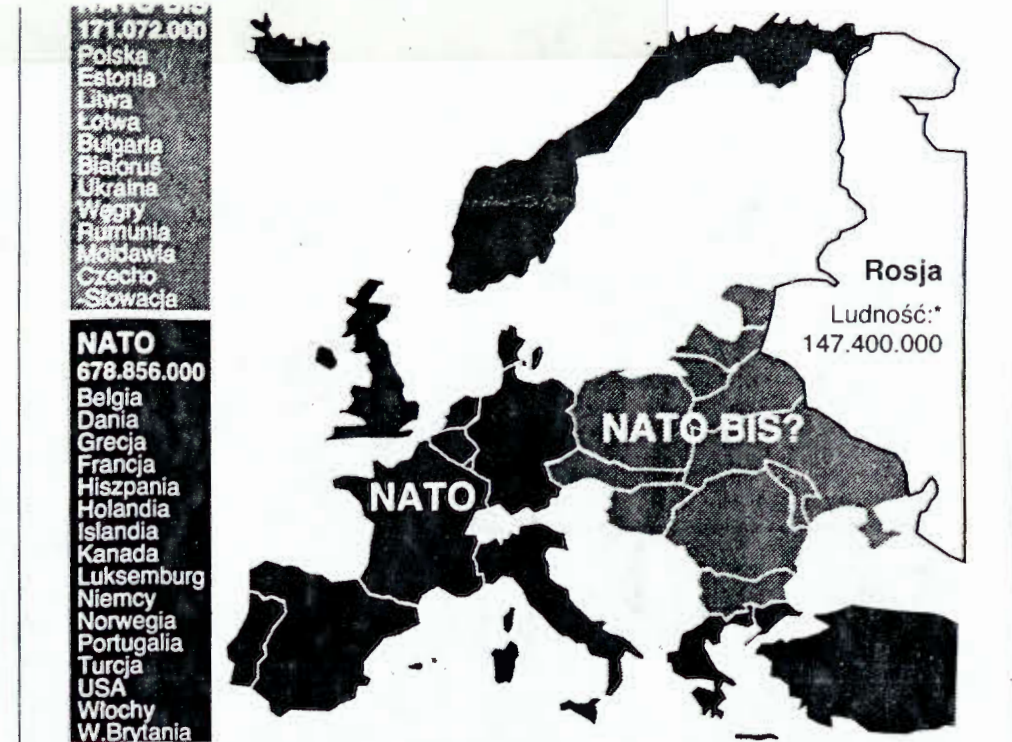 NATO BIS
171.072.000
Polska
Estonia
Litwa
Łotwa
Bułgaria
Białoruś
Ukraina
Węgry
Rumunia
Mołdawia
Czecho
-Słowacja
NATO
678.856.000
Belgia
Dania
Grecja
Francja
Hiszpania
Holandia
Islandia
Kanada
Luksemburg
Niemcy
Norwegia
Portugalia
Turcja
USA
Włochy
W.Brytania
Rosja
Ludność:*
147.400.000
NATO BIS?
NATO